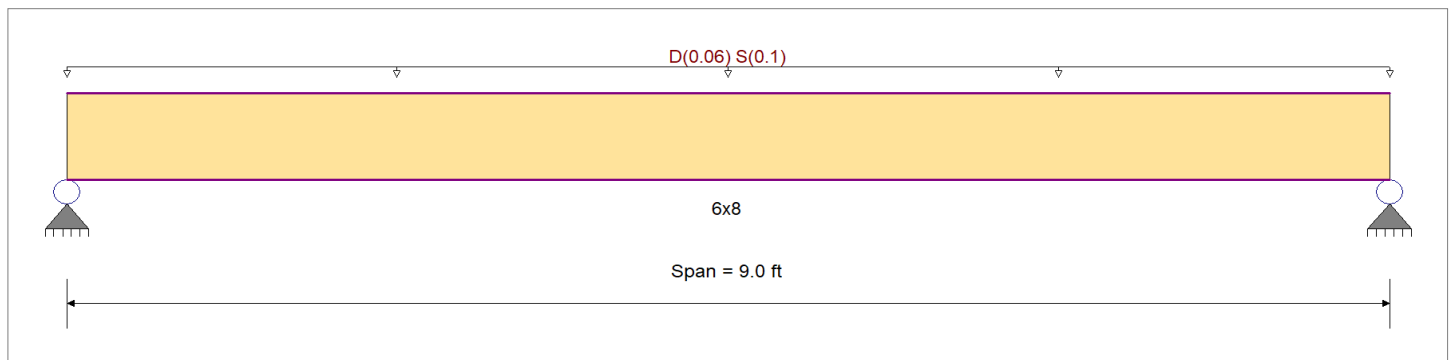 D(0.06) S(0.1)
6x8
Span = 9.0 ft